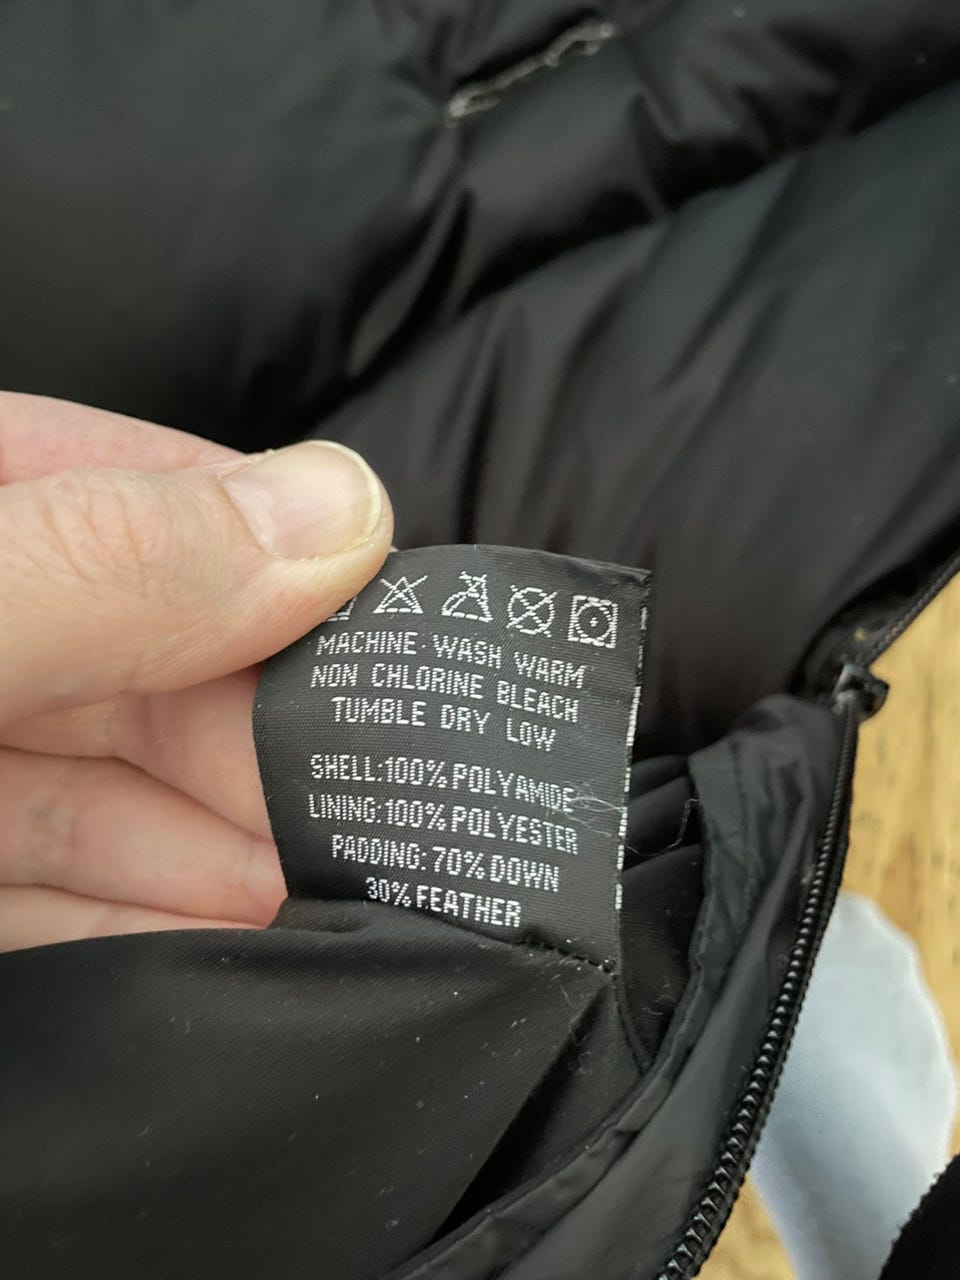 MACHINE: WASH WARM
NON CHLORINE BLEACH
TUMBLE DRY LOW
SHELL:100% POLYAMIDE
LINING:100% POLYESTER
PADDING: 70% DOWN
30% FEATHER